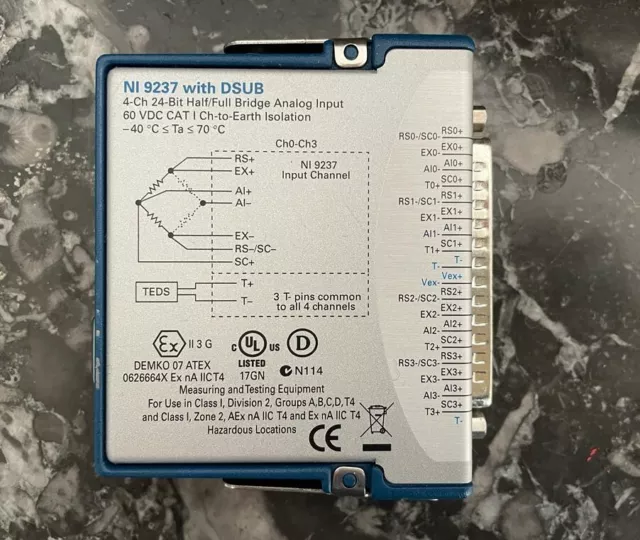 NI 9237 with DSUB
4-Ch 24-Bit Half/Full Bridge Analog Input
60 VDC CAT I Ch-to-Earth Isolation
−40 °C ≤ Ta ≤ 70 °C
Ch0-Ch3
RS+
EX+
AI+
AI−
EX−
RS−/SC−
SC+
NI 9237
Input Channel
TEDS
T+
T−
3 T- pins common
to all 4 channels
Ex II 3 G
DEMKO 07 ATEX
0626664X Ex nA IICT4
C UL US
LISTED
17GN
D
N114
Measuring and Testing Equipment
For Use in Class I, Division 2, Groups A,B,C,D,T4
and Class I, Zone 2, AEx nA IIC T4 and Ex nA IIC T4
Hazardous Locations
CE
RS0+
RS0-/SC0-
EX0+
EX0-
AI0+
AI0-
SC0+
T0+
RS1+
RS1-/SC1-
EX1+
EX1-
AI1+
AI1-
SC1+
T1+
T-
T-
Vex+
Vex-
RS2+
RS2-/SC2-
EX2+
EX2-
AI2+
AI2-
SC2+
T2+
RS3+
RS3-/SC3-
EX3+
EX3-
AI3+
AI3-
SC3+
T3+
T-